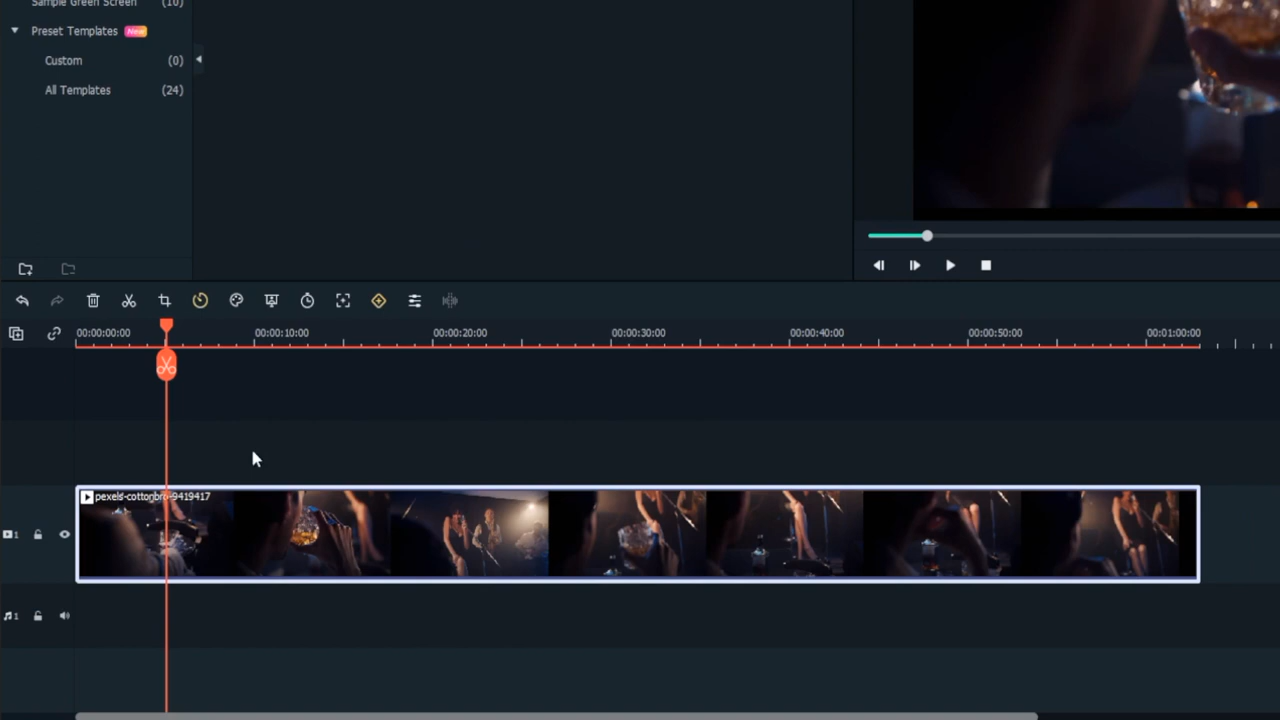 Sample Green Screen (10)
Preset Templates New
Custom (0)
All Templates (24)
00:00:00:00 00:00:10:00 00:00:20:00 00:00:30:00 00:00:40:00 00:00:50:00 00:01:00:00
pexels-cottonbro-9419417
1
1